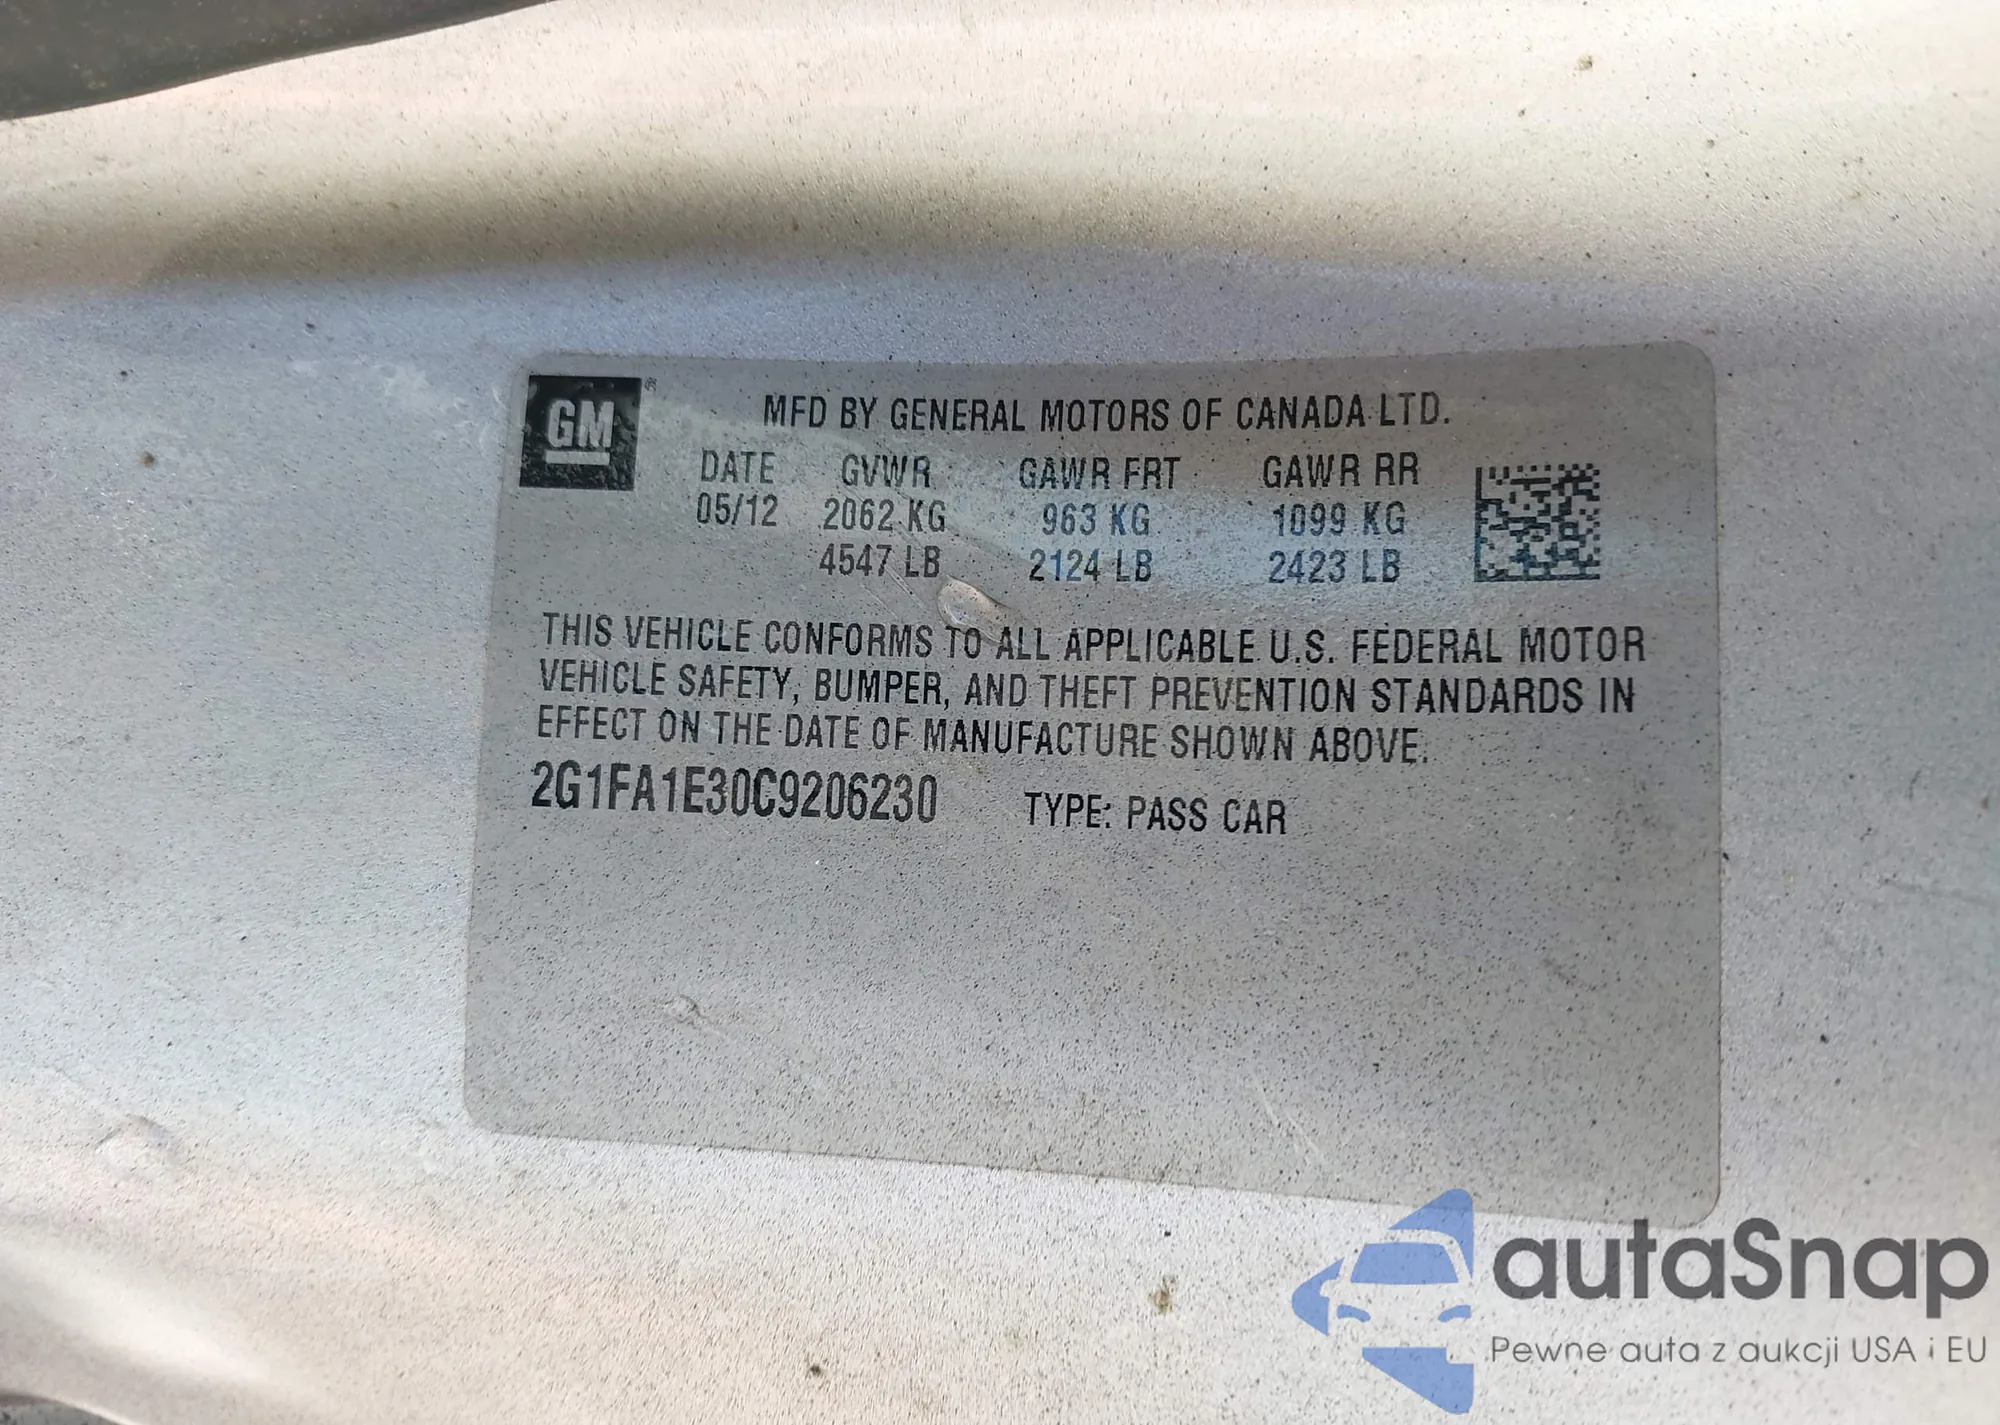 GM®
MFD BY GENERAL MOTORS OF CANADA LTD.
DATE GVWR GAWR FRT GAWR RR
05/12 2062 KG 963 KG 1099 KG
4547 LB 2124 LB 2423 LB
THIS VEHICLE CONFORMS TO ALL APPLICABLE U.S. FEDERAL MOTOR
VEHICLE SAFETY, BUMPER, AND THEFT PREVENTION STANDARDS IN
EFFECT ON THE DATE OF MANUFACTURE SHOWN ABOVE.
2G1FA1E30C9206230 TYPE: PASS CAR
autaSnap
Pewne auta z aukcji USA i EU